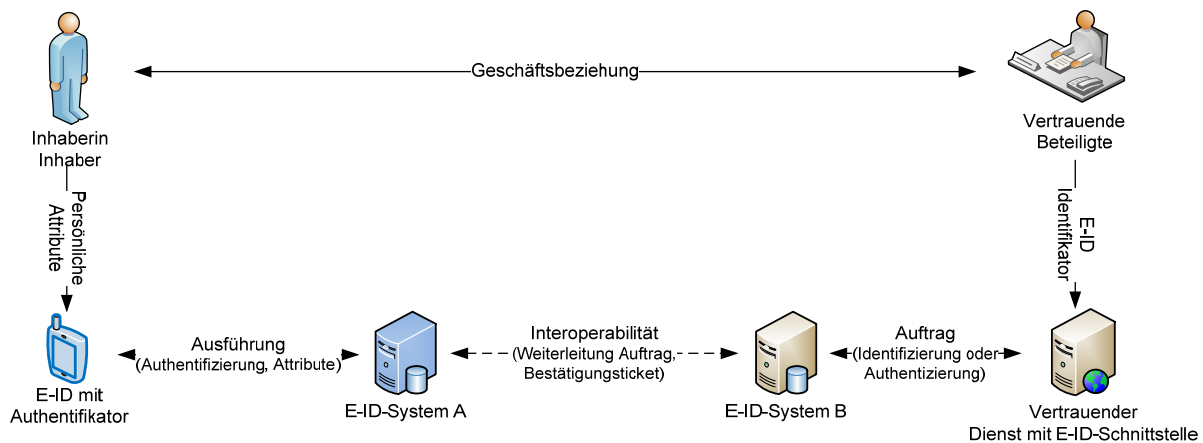 Geschäftsbeziehung
Inhaberin
Inhaber
Vertrauende
Beteiligte
Persönliche
Attribute
E-ID
Identifikator
Ausführung
(Authentifizierung, Attribute)
Interoperabilität
(Weiterleitung Auftrag,
Bestätigungsticket)
Auftrag
(Identifizierung oder
Authentizierung)
E-ID mit
Authentifikator
E-ID-System A
E-ID-System B
Vertrauender
Dienst mit E-ID-Schnittstelle